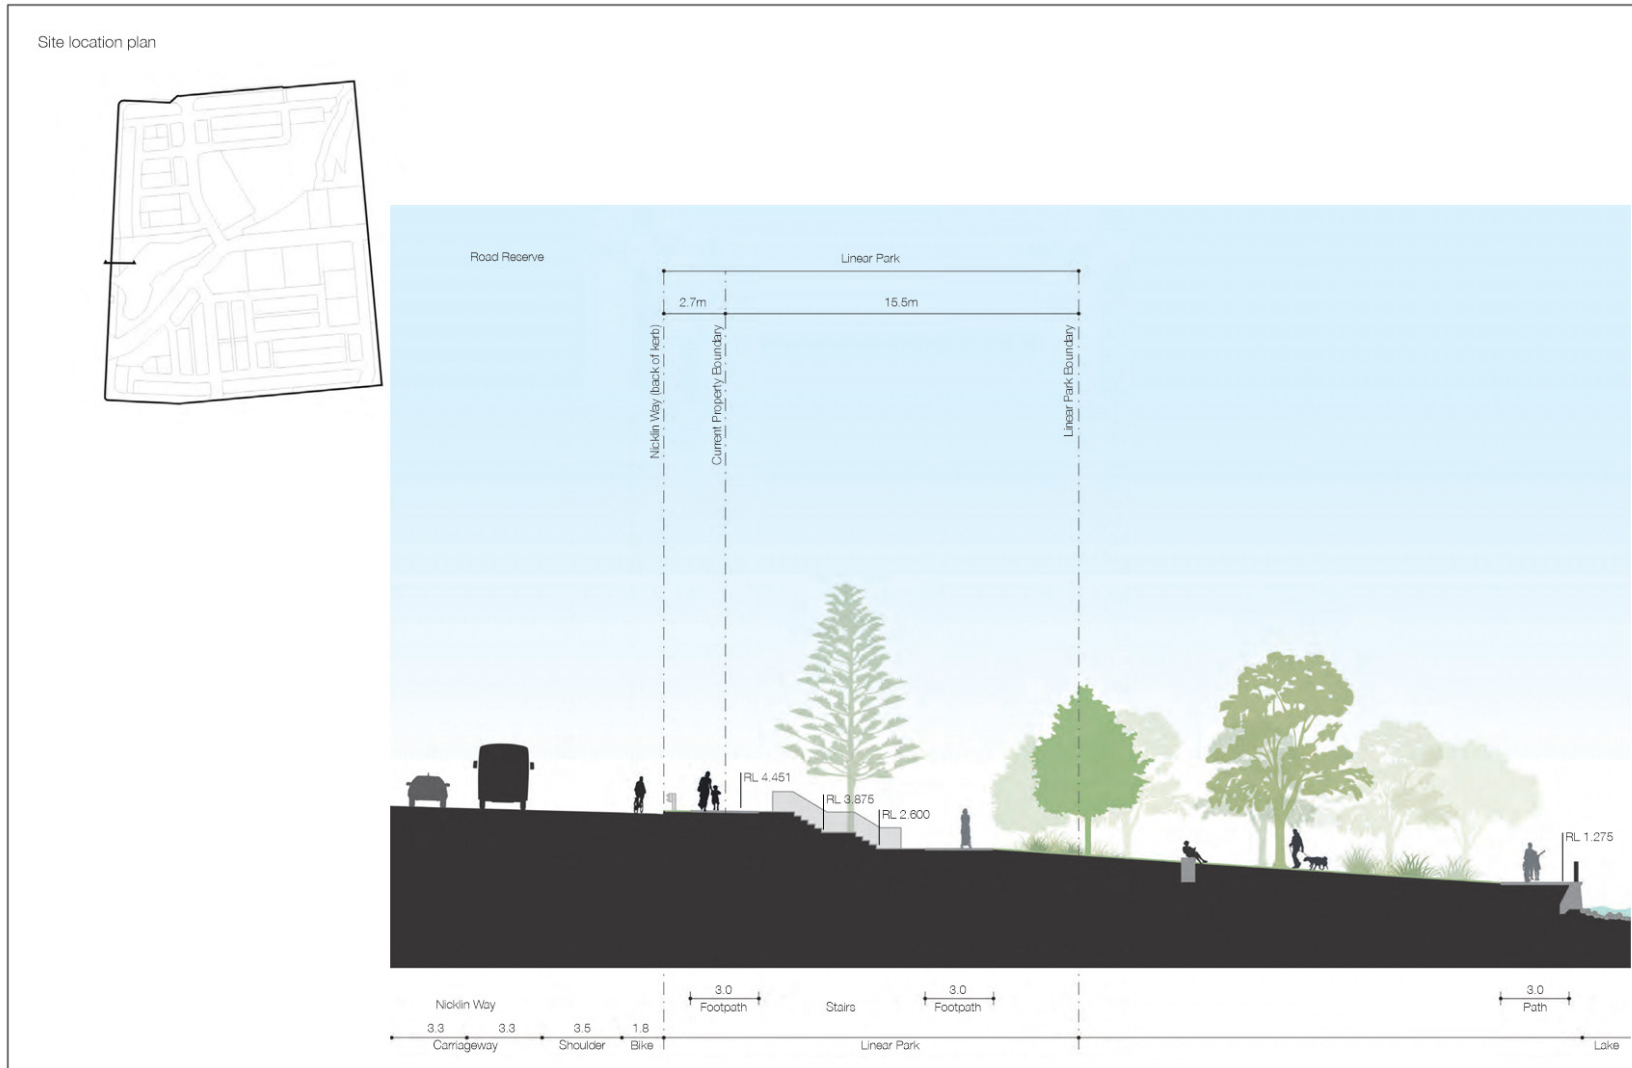 Site location plan
Road Reserve
Linear Park
2.7m
15.5m
Nicklin Way (back of kerb)
Current Property Boundary
Linear Park Boundary
RL 4.451
RL 3.875
RL 2.600
RL 1.275
3.0
3.0
3.0
Nicklin Way
Footpath
Stairs
Footpath
Path
3.3
3.3
3.5
1.8
Carriageway
Shoulder
Bike
Linear Park
Lake